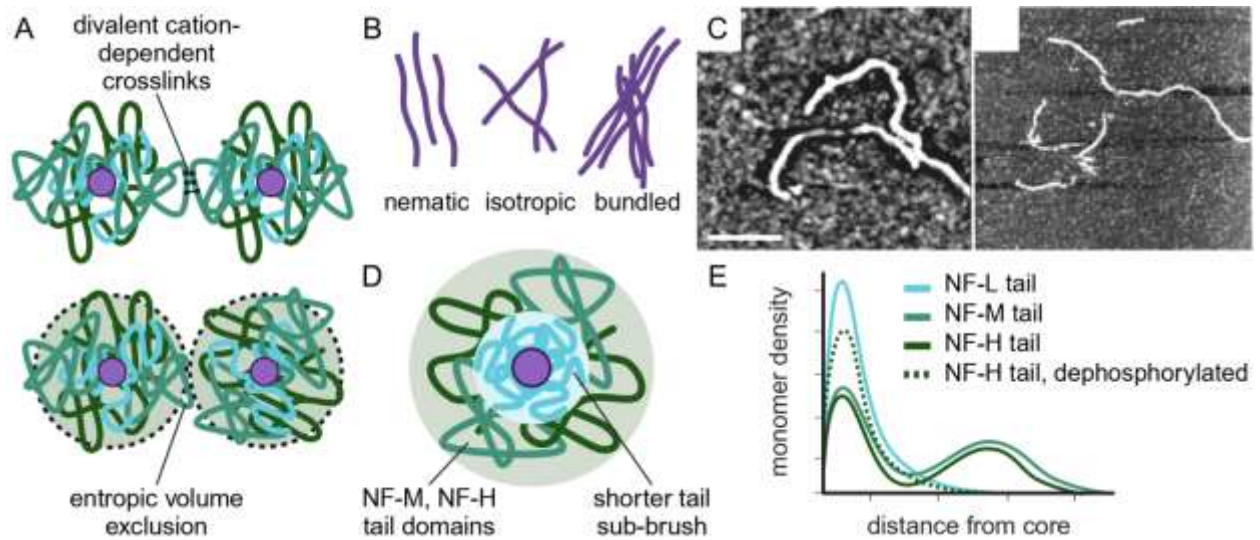 A
divalent cation-
dependent
crosslinks
entropic volume
exclusion
B
nematic
isotropic
bundled
C
D
NF-M, NF-H
tail domains
shorter tail
sub-brush
E
monomer density
NF-L tail
NF-M tail
NF-H tail
NF-H tail, dephosphorylated
distance from core